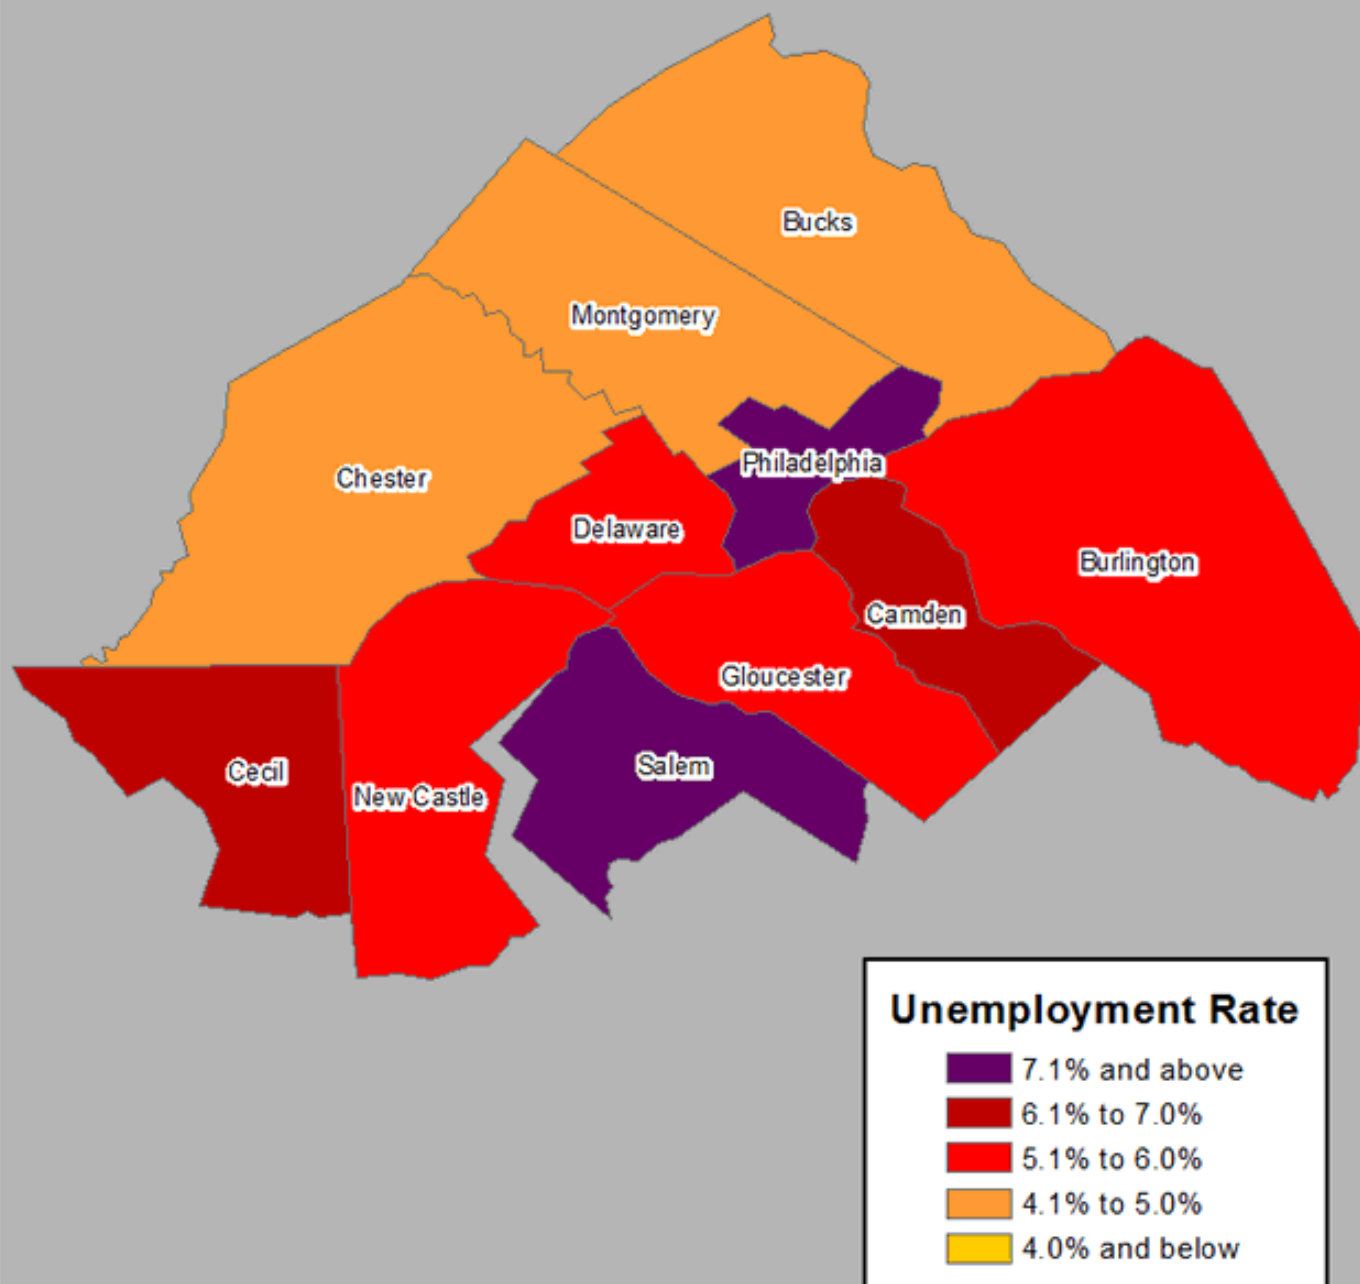 Bucks
Montgomery
Philadelphia
Chester
Delaware
Burlington
Camden
Gloucester
Salem
Cecil
New Castle
Unemployment Rate
7.1% and above
6.1% to 7.0%
5.1% to 6.0%
4.1% to 5.0%
4.0% and below